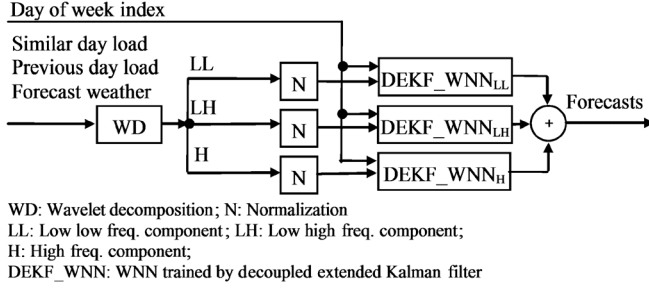 Day of week index
Similar day load
Previous day load
Forecast weather
LL
LH
H
WD
N
N
N
DEKF_WNN_LL
DEKF_WNN_LH
DEKF_WNN_H
+
Forecasts
WD: Wavelet decomposition; N: Normalization
LL: Low low freq. component; LH: Low high freq. component;
H: High freq. component;
DEKF_WNN: WNN trained by decoupled extended Kalman filter